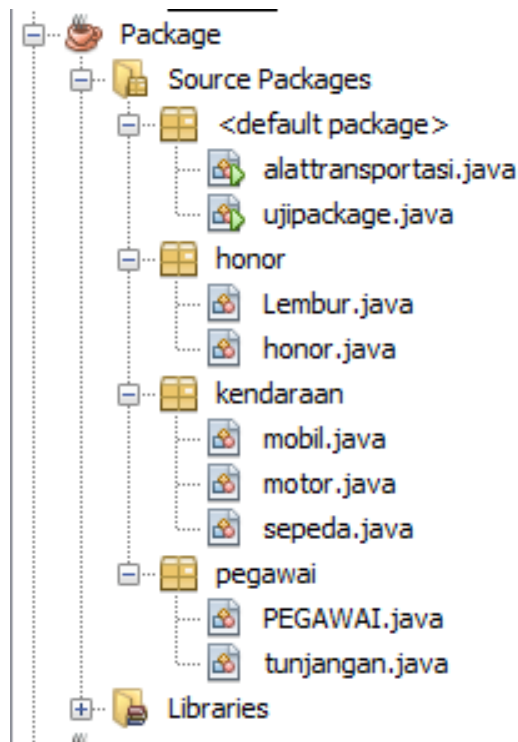 Package
Source Packages
<default package>
alattransportasi.java
ujipackage.java
honor
Lembur.java
honor.java
kendaraan
mobil.java
motor.java
sepeda.java
pegawai
PEGAWAI.java
tunjangan.java
Libraries